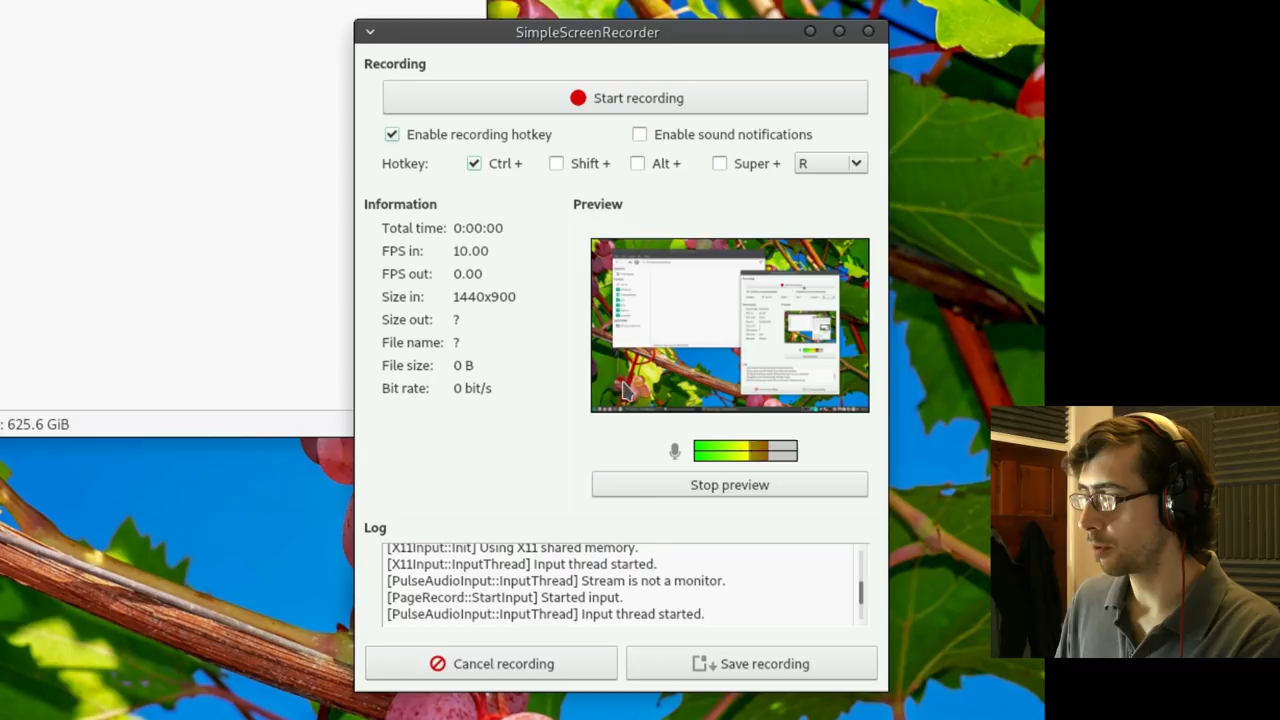 SimpleScreenRecorder
Recording
Start recording
Enable recording hotkey
Enable sound notifications
Hotkey: Ctrl + Shift + Alt + Super + R
Information
Preview
Total time: 0:00:00
FPS in: 10.00
FPS out: 0.00
Size in: 1440x900
Size out: ?
File name: ?
File size: 0 B
Bit rate: 0 bit/s
: 625.6 GiB
Stop preview
Log
[X11Input::Init] Using X11 shared memory.
[X11Input::InputThread] Input thread started.
[PulseAudioInput::InputThread] Stream is not a monitor.
[PageRecord::StartInput] Started input.
[PulseAudioInput::InputThread] Input thread started.
Cancel recording
Save recording